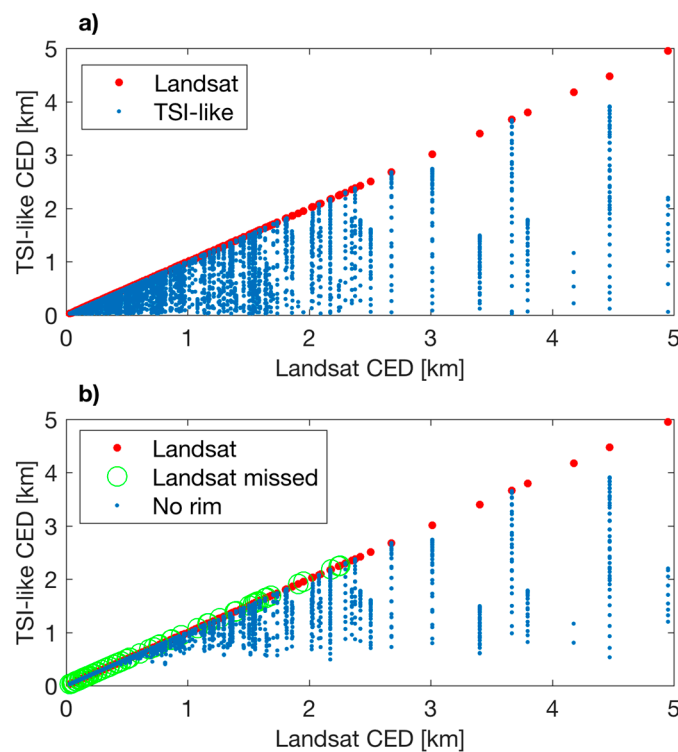 a)
5
4
3
2
1
0
TSI-like CED [km]
Landsat
TSI-like
0 1 2 3 4 5
Landsat CED [km]
b)
5
4
3
2
1
0
TSI-like CED [km]
Landsat
Landsat missed
No rim
0 1 2 3 4 5
Landsat CED [km]